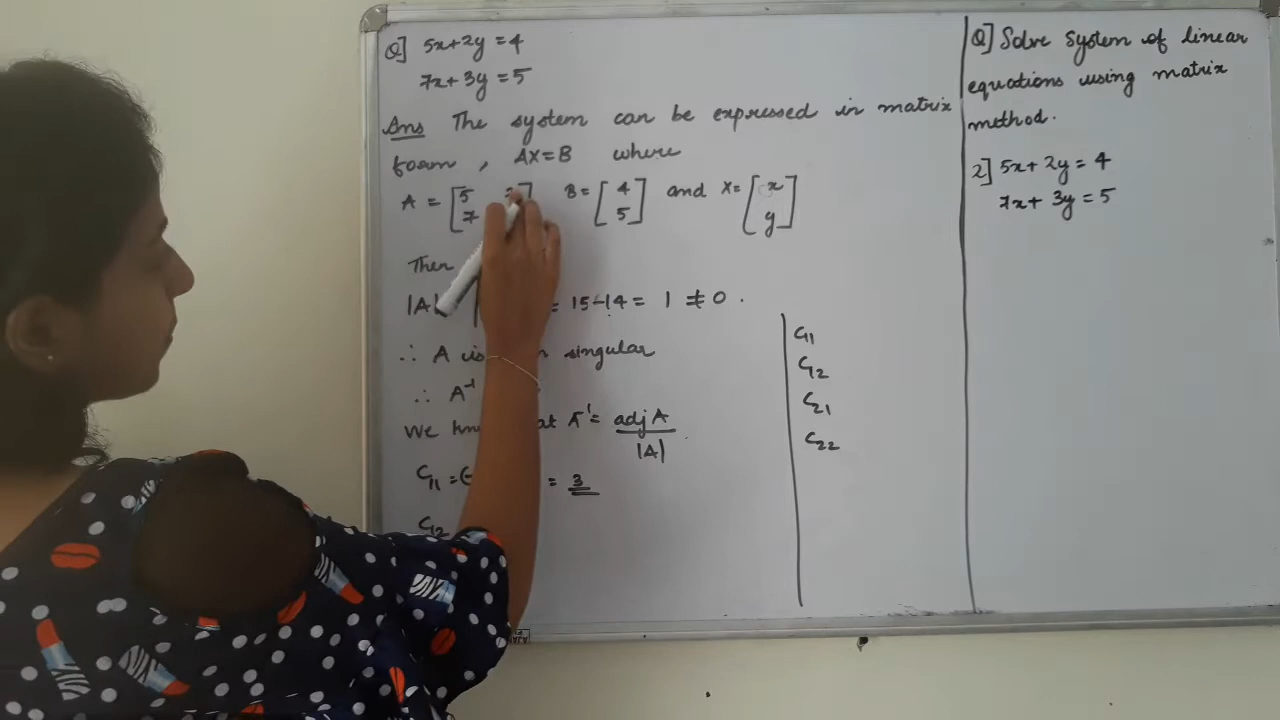 Q] 5x+2y=4
7x+3y=5
Ans The system can be expressed in matrix
form, AX=B where
A = [5
7 B=[4
5] and X=[x
y]
Then
|A| = 15-14= 1 ≠0.
∴ A is singular
∴ A⁻¹
We that A⁻¹= adj A
|A|
C₁₁ = = 3
C₁₂
C₁₁
C₁₂
C₂₁
C₂₂
Q] Solve system of linear
equations using matrix
method.
2] 5x+2y=4
7x+3y=5